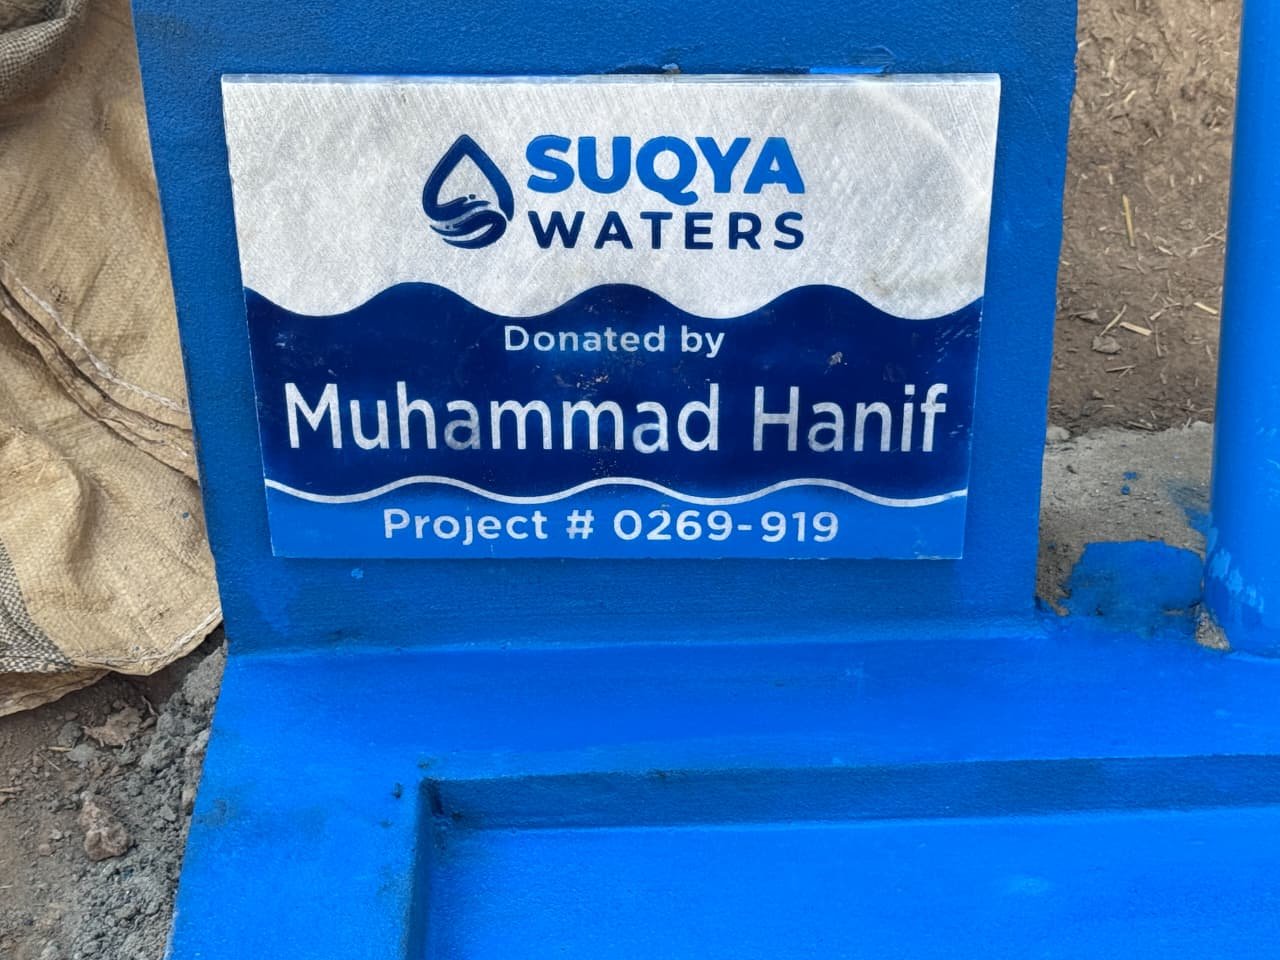 SUQYA
WATERS
Donated by
Muhammad Hanif
Project # 0269-919